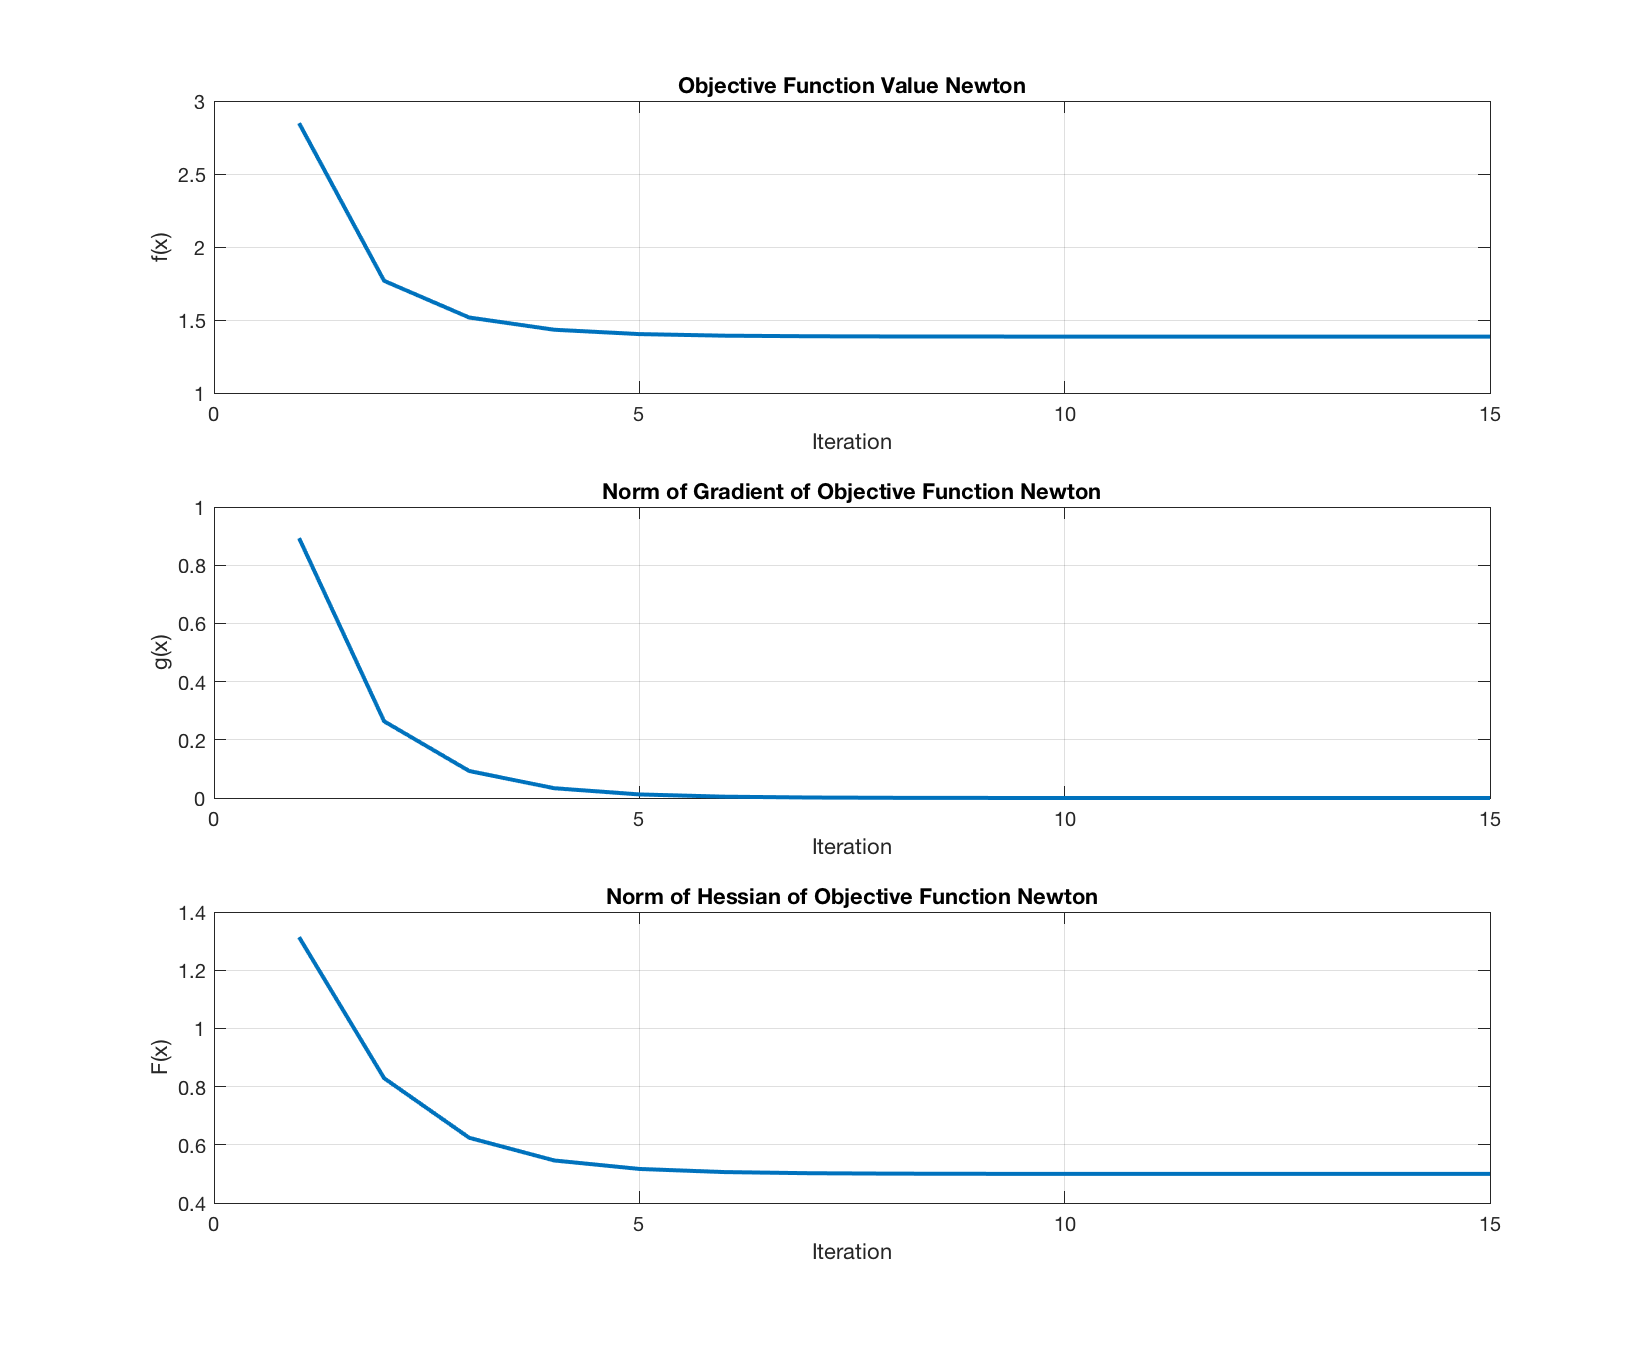 Objective Function Value Newton
3
2.5
2
1.5
1
f(x)
0 5 10 15
Iteration
Norm of Gradient of Objective Function Newton
1
0.8
0.6
0.4
0.2
0
g(x)
0 5 10 15
Iteration
Norm of Hessian of Objective Function Newton
1.4
1.2
1
0.8
0.6
0.4
F(x)
0 5 10 15
Iteration